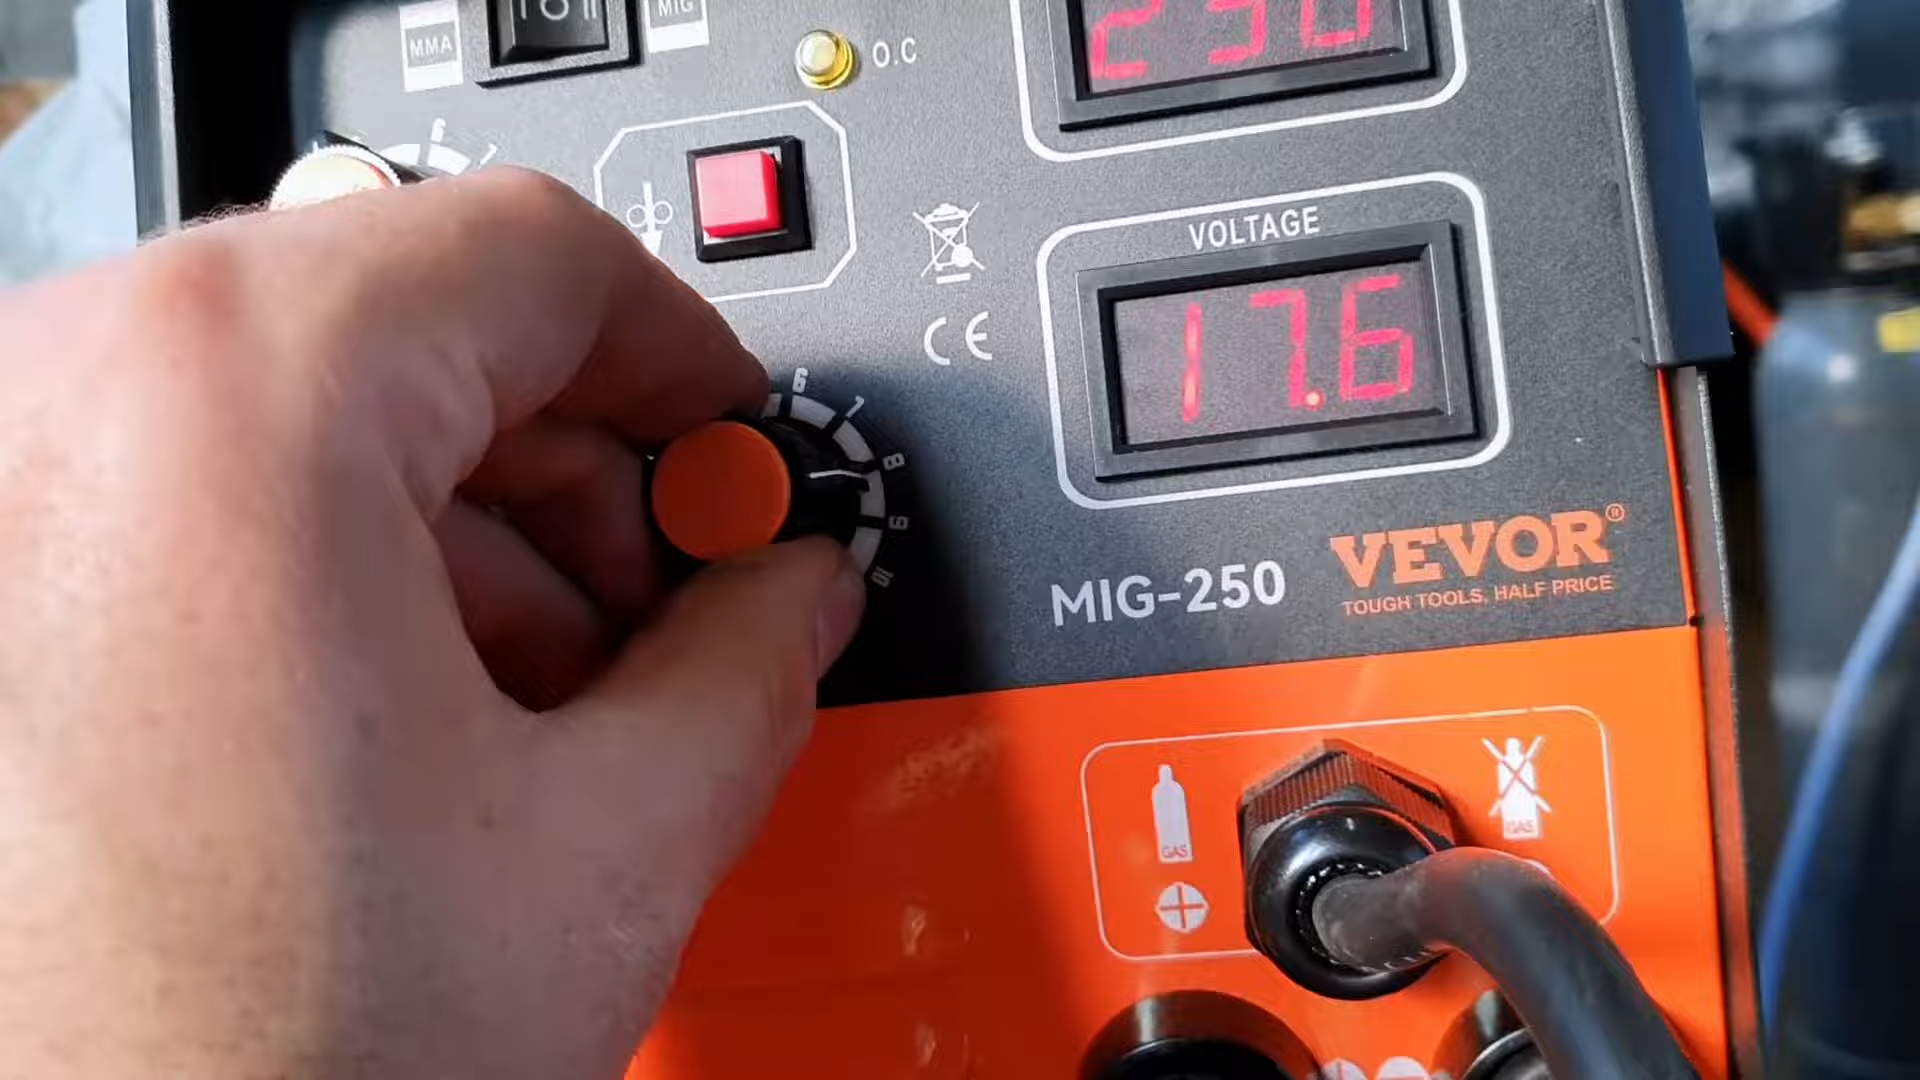 MMA
MIG
O.C
230
VOLTAGE
17.6
CE
6
7
8
9
10
MIG-250
VEVOR®
TOUGH TOOLS, HALF PRICE
GAS
GAS